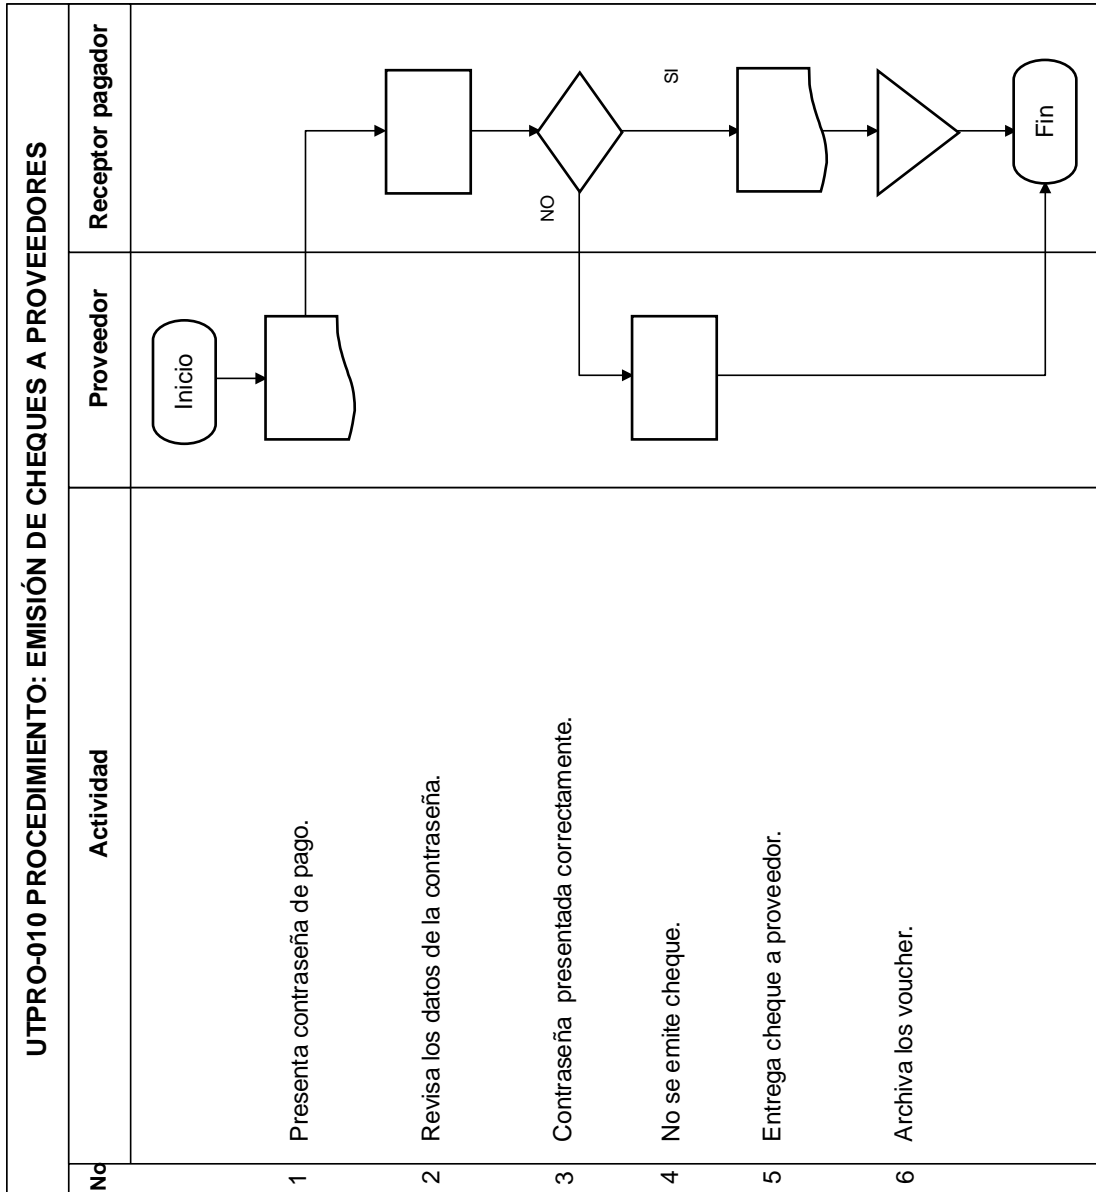 UTPRO-010 PROCEDIMIENTO: EMISIÓN DE CHEQUES A PROVEEDORES
No Actividad Proveedor Receptor pagador
Inicio
1 Presenta contraseña de pago.
2 Revisa los datos de la contraseña.
3 Contraseña presentada correctamente.
NO
SI
4 No se emite cheque.
5 Entrega cheque a proveedor.
6 Archiva los voucher.
Fin